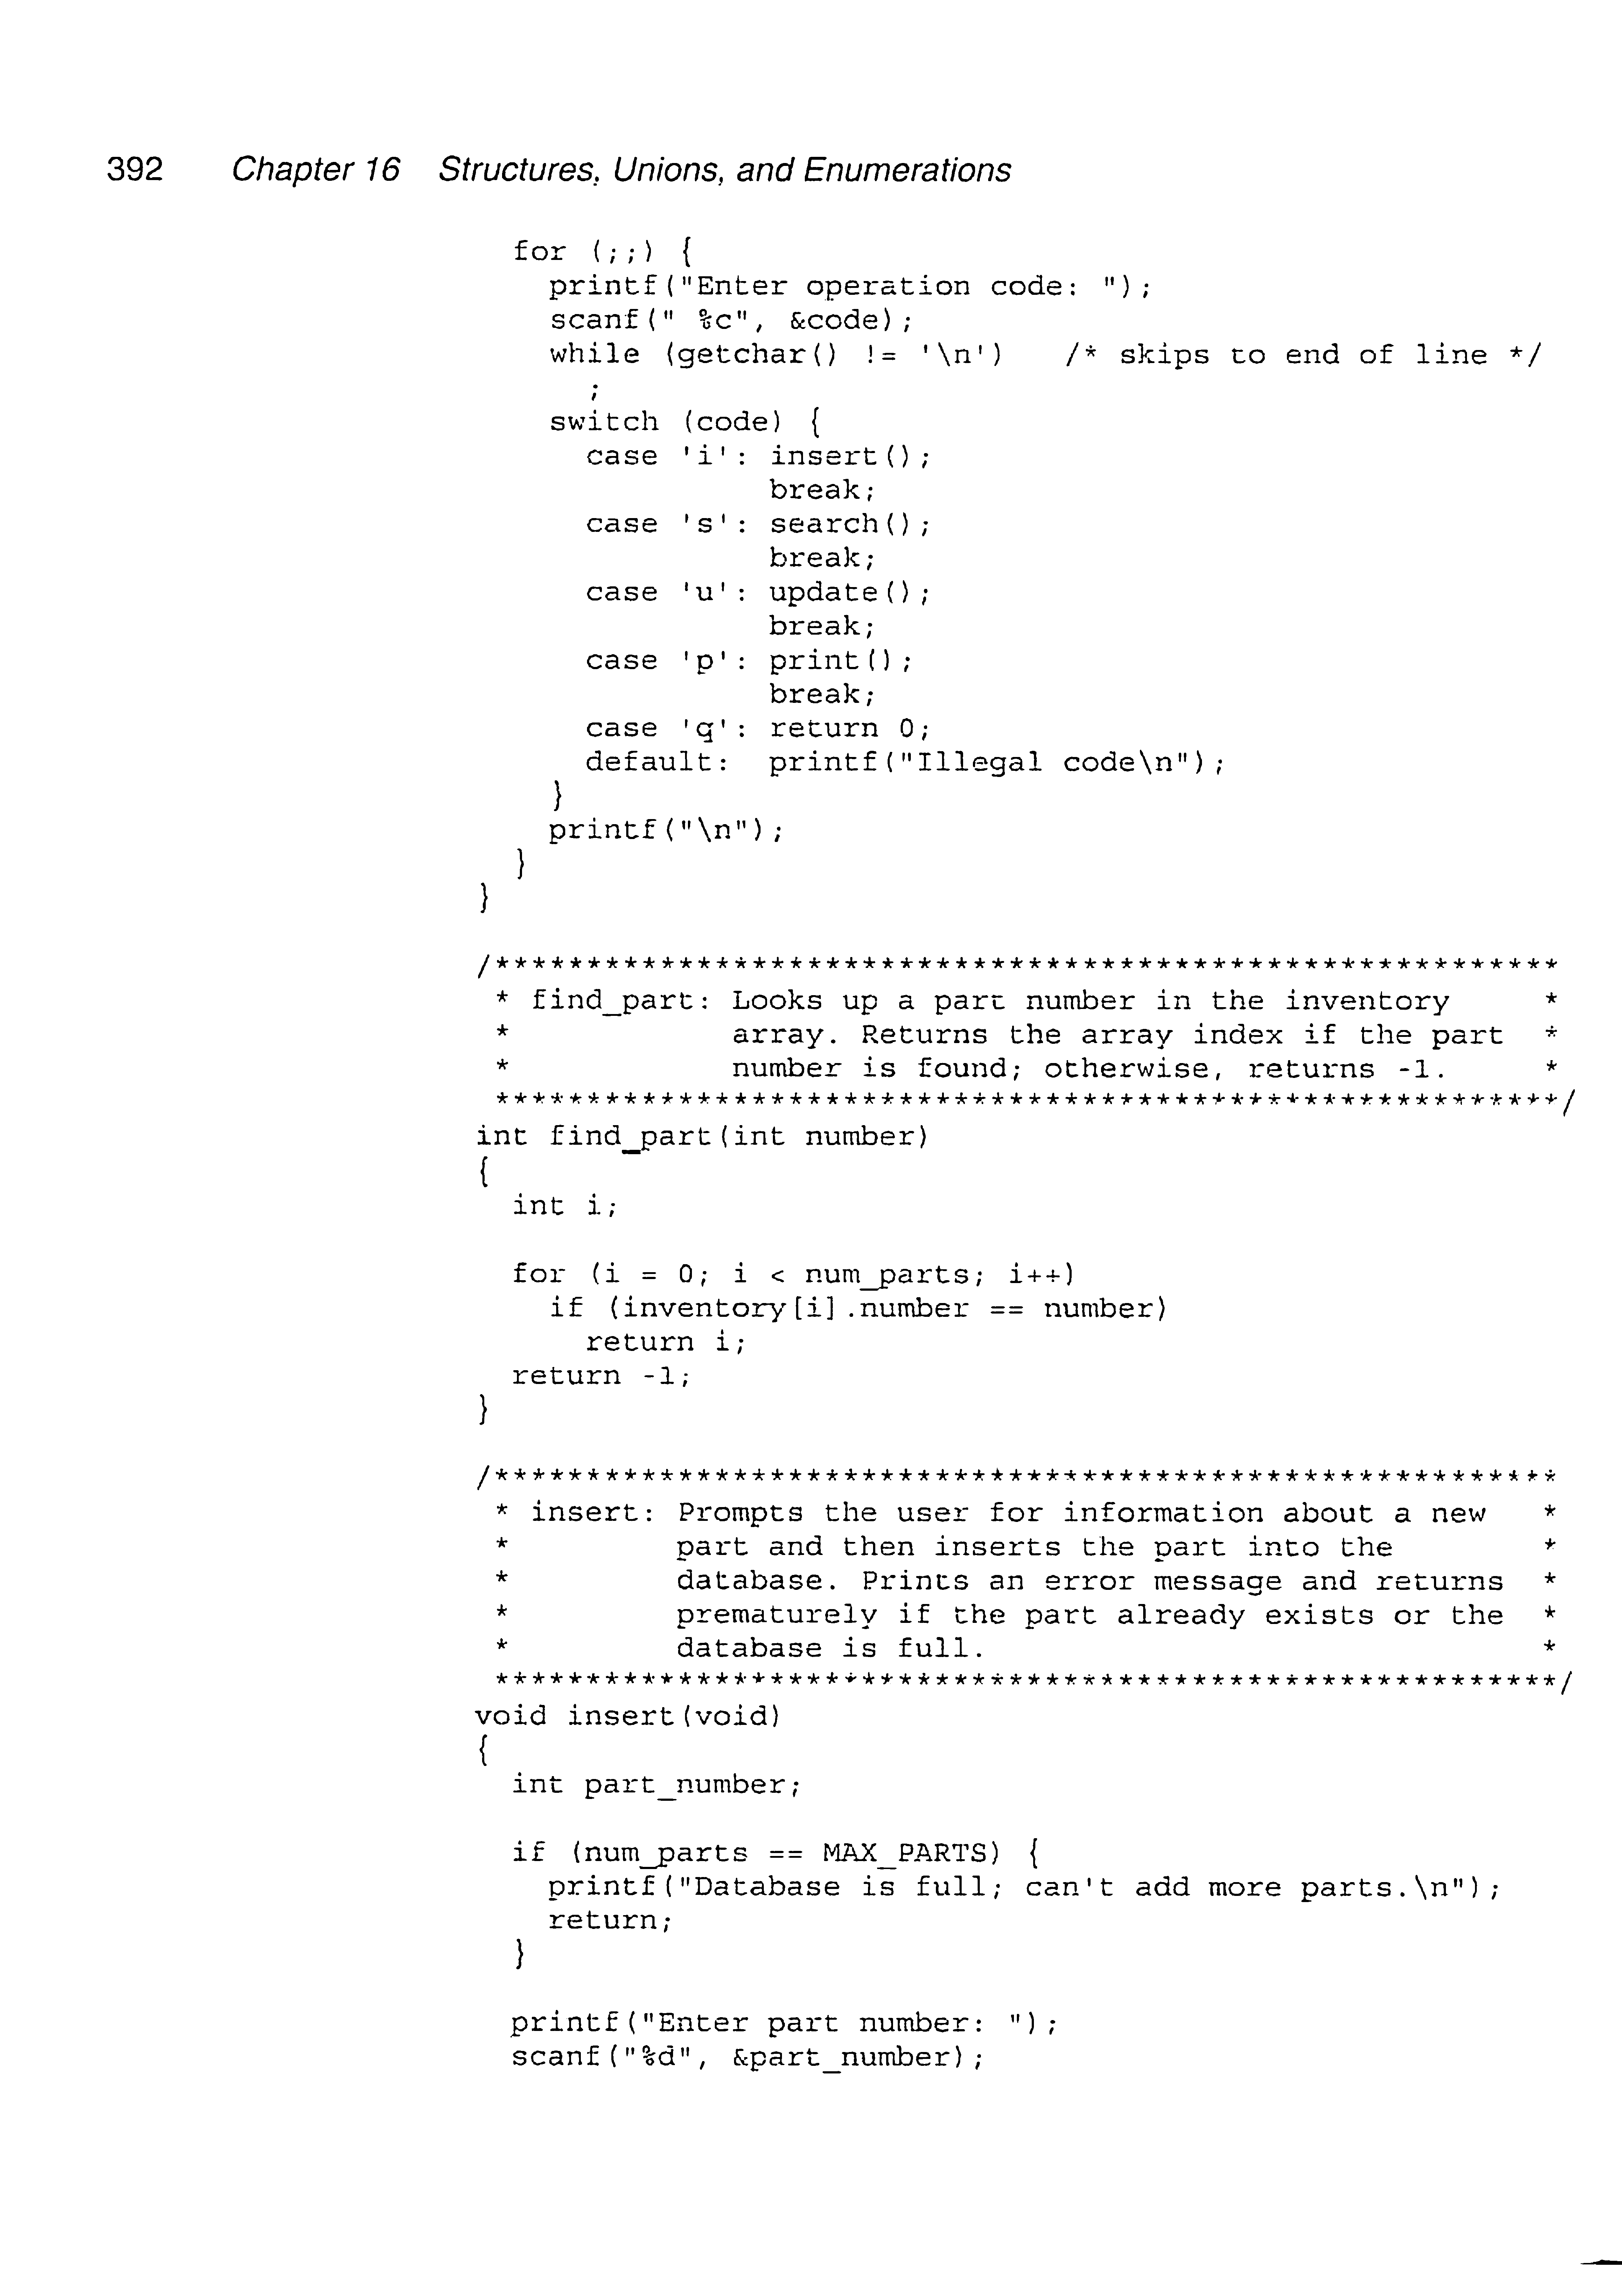 392 Chapter 16 Structures, Unions, and Enumerations
for (;;) {
  printf("Enter operation code: ");
  scanf(" %c", &code);
  while (getchar() != '\n')   /* skips to end of line */
    ;
  switch (code) {
    case 'i': insert();
              break;
    case 's': search();
              break;
    case 'u': update();
              break;
    case 'p': print();
              break;
    case 'q': return 0;
    default:  printf("Illegal code\n");
  }
  printf("\n");
}
}
/**********************************************************
 * find_part: Looks up a part number in the inventory     *
 *            array. Returns the array index if the part  *
 *            number is found; otherwise, returns -1.     *
 **********************************************************/
int find_part(int number)
{
  int i;
  for (i = 0; i < num_parts; i++)
    if (inventory[i].number == number)
      return i;
  return -1;
}
/**********************************************************
 * insert: Prompts the user for information about a new   *
 *         part and then inserts the part into the        *
 *         database. Prints an error message and returns  *
 *         prematurely if the part already exists or the  *
 *         database is full.                              *
 **********************************************************/
void insert(void)
{
  int part_number;
  if (num_parts == MAX_PARTS) {
    printf("Database is full; can't add more parts.\n");
    return;
  }
  printf("Enter part number: ");
  scanf("%d", &part_number);